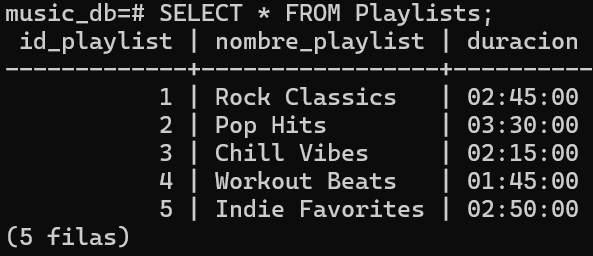 music_db=# SELECT * FROM Playlists;
 id_playlist | nombre_playlist | duracion
-------------+-----------------+----------
           1 | Rock Classics   | 02:45:00
           2 | Pop Hits        | 03:30:00
           3 | Chill Vibes     | 02:15:00
           4 | Workout Beats   | 01:45:00
           5 | Indie Favorites | 02:50:00
(5 filas)